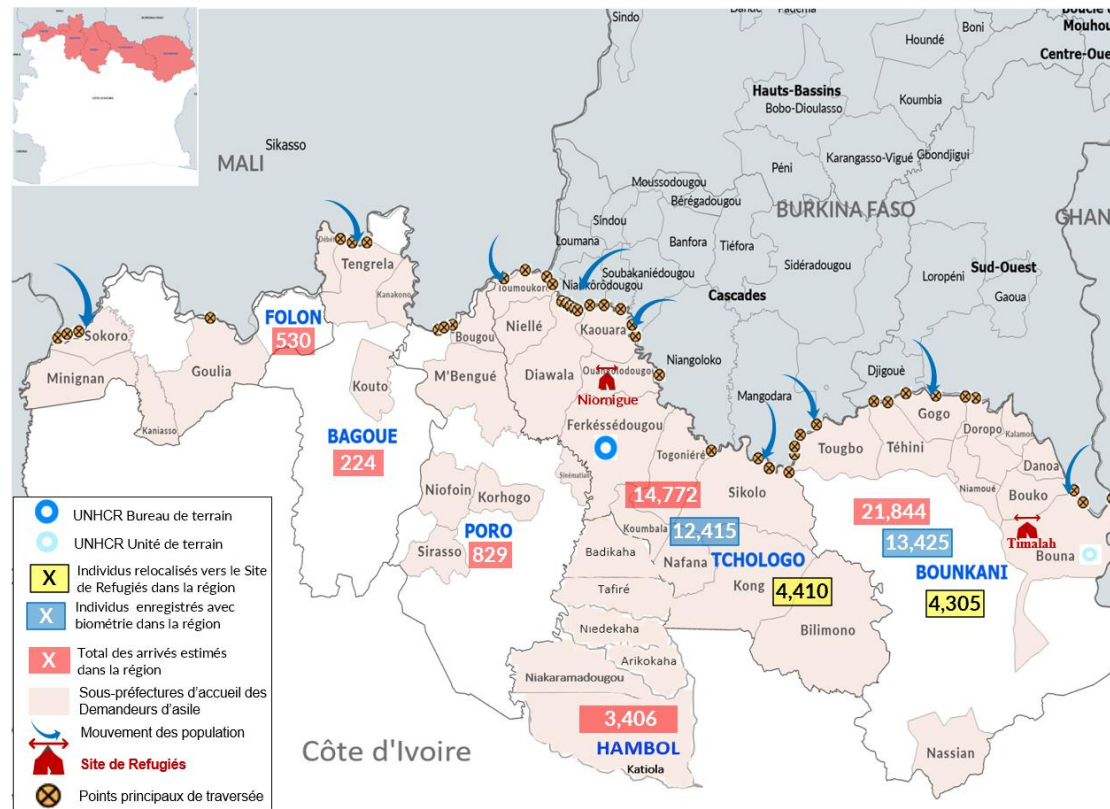 Sindo
Bande
Padema
Boucle d
Mouhou
Houndé
Boni
Centre-Oue
Hauts-Bassins
Bobo-Dioulasso
Koumbia
MALI
Sikasso
Péni
Karangasso-Vigué
Gbondjigui
Moussodougou
Bérégadougou
BURKINA FASO
GHAN
Sindou
Loumana
Banfora
Tiéfora
Soubakaniédougou
Niankôrôdougou
Sidéradougou
Loropéni
Sud-Ouest
Gaoua
Cascades
Niangoloko
Mangodara
Djigouè
Tengrela
Kanakono
Toumoukoro
FOLON
530
Sokoro
Minignan
Goulia
Kaniasso
Kouto
Bougou
M'Bengué
Niellé
Diawala
Kaouara
Ouangolodougou
Niornigue
BAGOUE
224
Ferkéssédougou
Togoniéré
Sinématiali
Niofoin
Korhogo
Sirasso
PORO
829
14,772
Sikolo
Koumbala
12,415
Badikaha
Nafana
TCHOLOGO
Kong
4,410
Tafiré
Niedekaha
Bilimono
Arikokaha
Niakaramadougou
3,406
HAMBOL
Katiola
Tougbo
Téhini
Gogo
Doropo
Kalamon
Danoa
Niamoué
Bouko
21,844
13,425
Timalah
Bouna
BOUNKANI
4,305
Nassian
Côte d'Ivoire
UNHCR Bureau de terrain
UNHCR Unité de terrain
X Individus relocalisés vers le Site
de Refugiés dans la région
X Individus enregistrés avec
biométrie dans la région
X Total des arrivés estimés
dans la région
Sous-préfectures d'accueil des
Demandeurs d'asile
Mouvement des population
Site de Refugiés
Points principaux de traversée